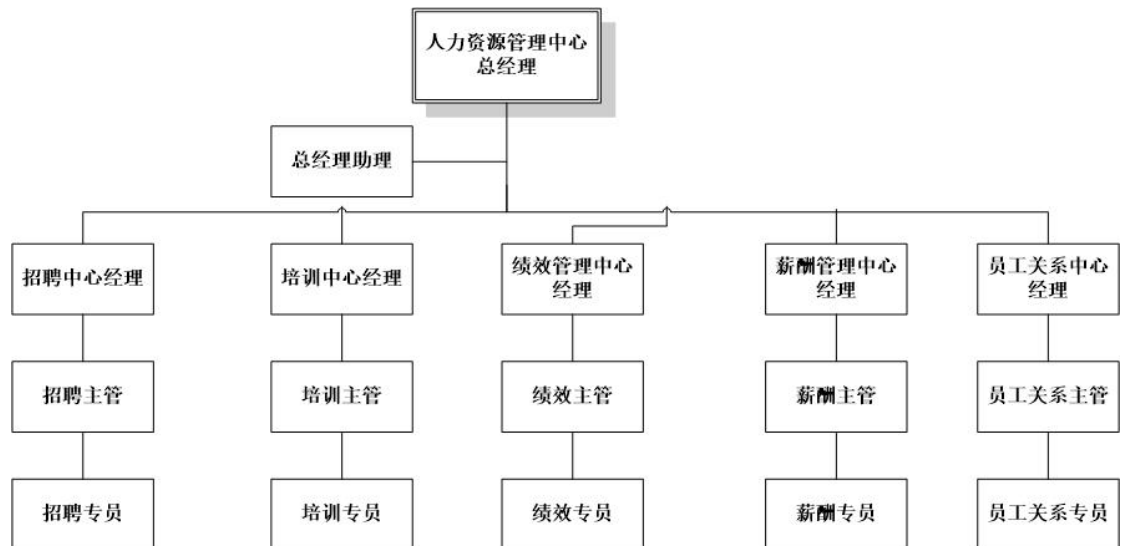 人力资源管理中心
总经理
总经理助理
招聘中心经理
培训中心经理
绩效管理中心
经理
薪酬管理中心
经理
员工关系中心
经理
招聘主管
培训主管
绩效主管
薪酬主管
员工关系主管
招聘专员
培训专员
绩效专员
薪酬专员
员工关系专员